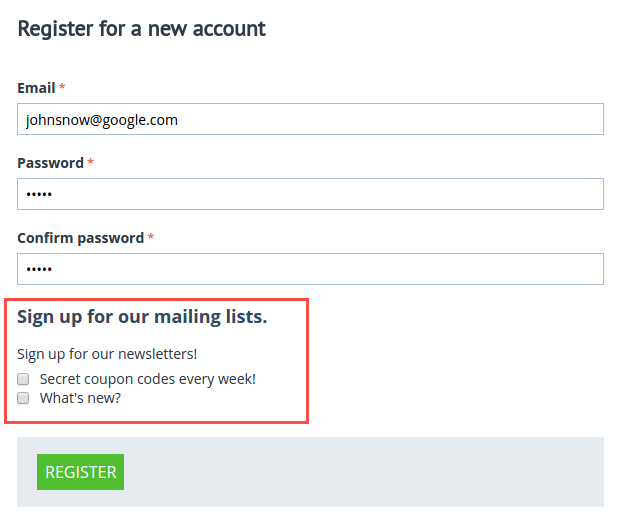 Register for a new account
Email *
johnsnow@google.com
Password *
•••••
Confirm password *
•••••
Sign up for our mailing lists.
Sign up for our newsletters!
Secret coupon codes every week!
What's new?
REGISTER